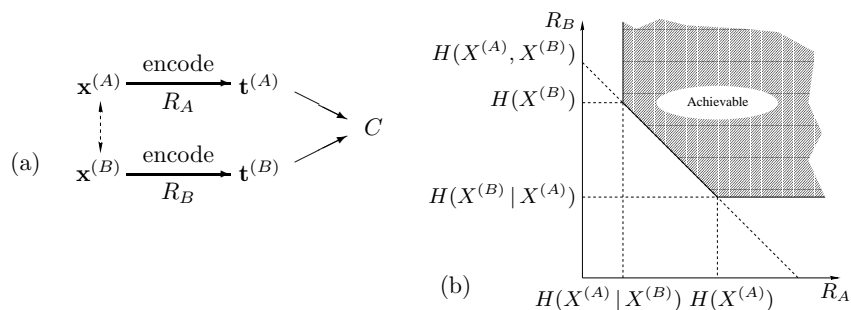 encode
x^(A) t^(A)
R_A
C
encode
(a) x^(B) t^(B)
R_B
R_B
H(X^(A), X^(B))
H(X^(B))
Achievable
H(X^(B) | X^(A))
(b) H(X^(A) | X^(B)) H(X^(A)) R_A